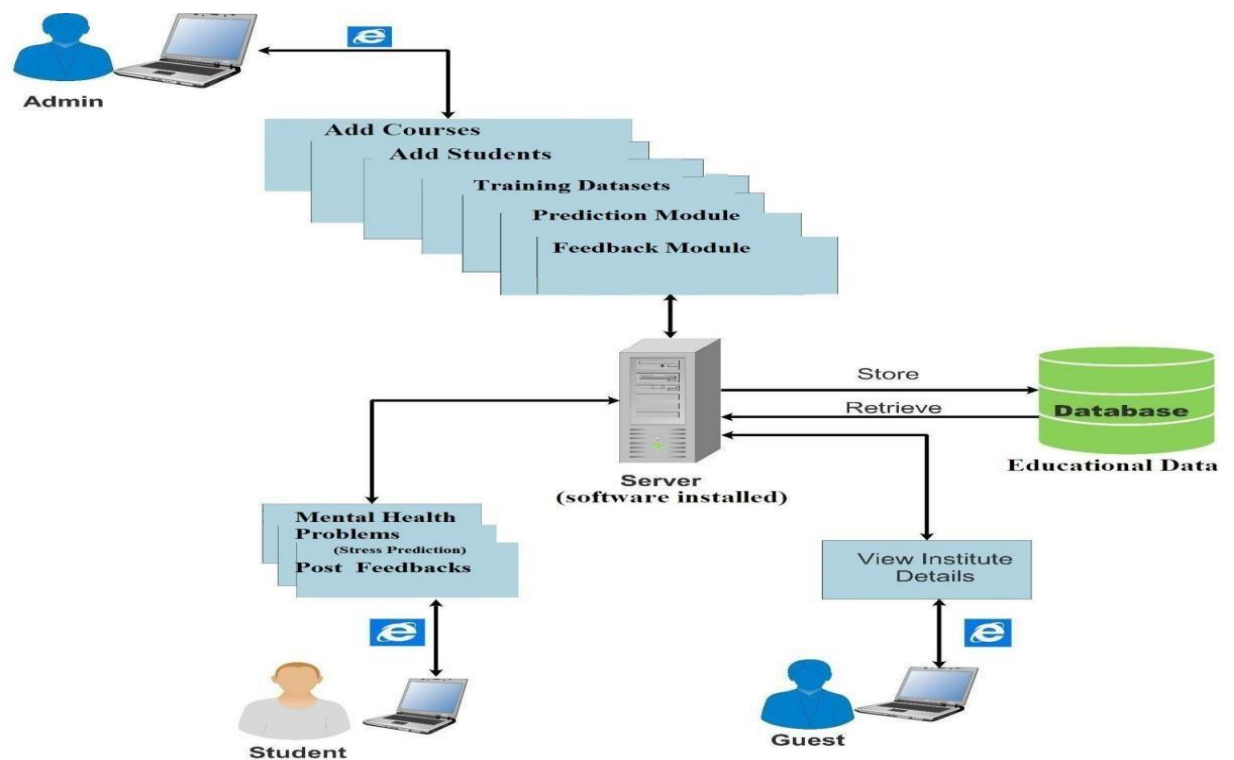 Admin
Add Courses
Add Students
Training Datasets
Prediction Module
Feedback Module
Store
Retrieve
Database
Educational Data
Server
(software installed)
Mental Health
Problems
(Stress Prediction)
Post Feedbacks
View Institute
Details
Student
Guest